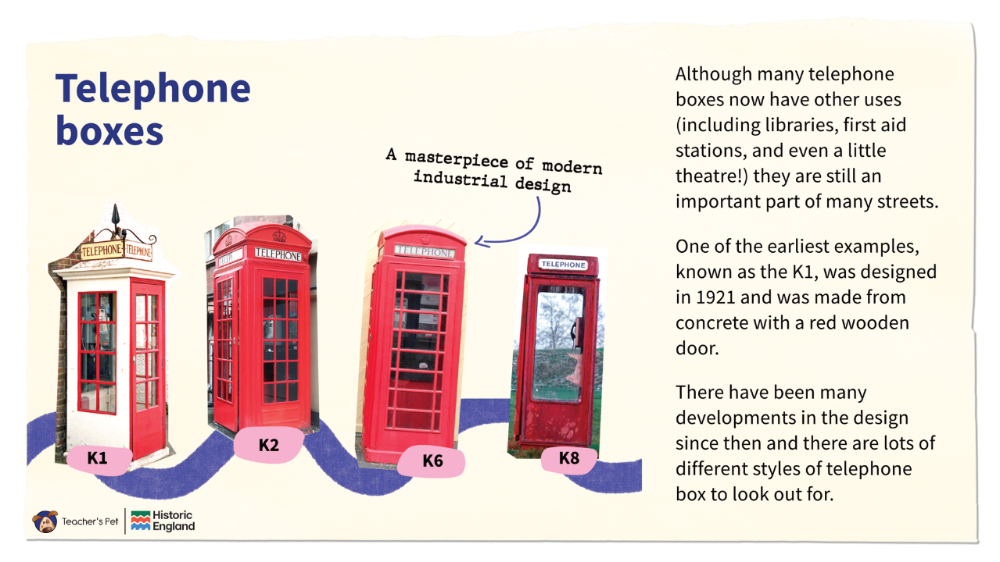 Telephone
boxes
A masterpiece of modern
industrial design
TELEPHONE
TELEPHONE
TELEPHONE
TELEPHONE
TELEPHONE
K1
K2
K6
K8
Although many telephone
boxes now have other uses
(including libraries, first aid
stations, and even a little
theatre!) they are still an
important part of many streets.
One of the earliest examples,
known as the K1, was designed
in 1921 and was made from
concrete with a red wooden
door.
There have been many
developments in the design
since then and there are lots of
different styles of telephone
box to look out for.
Teacher's Pet
Historic
England